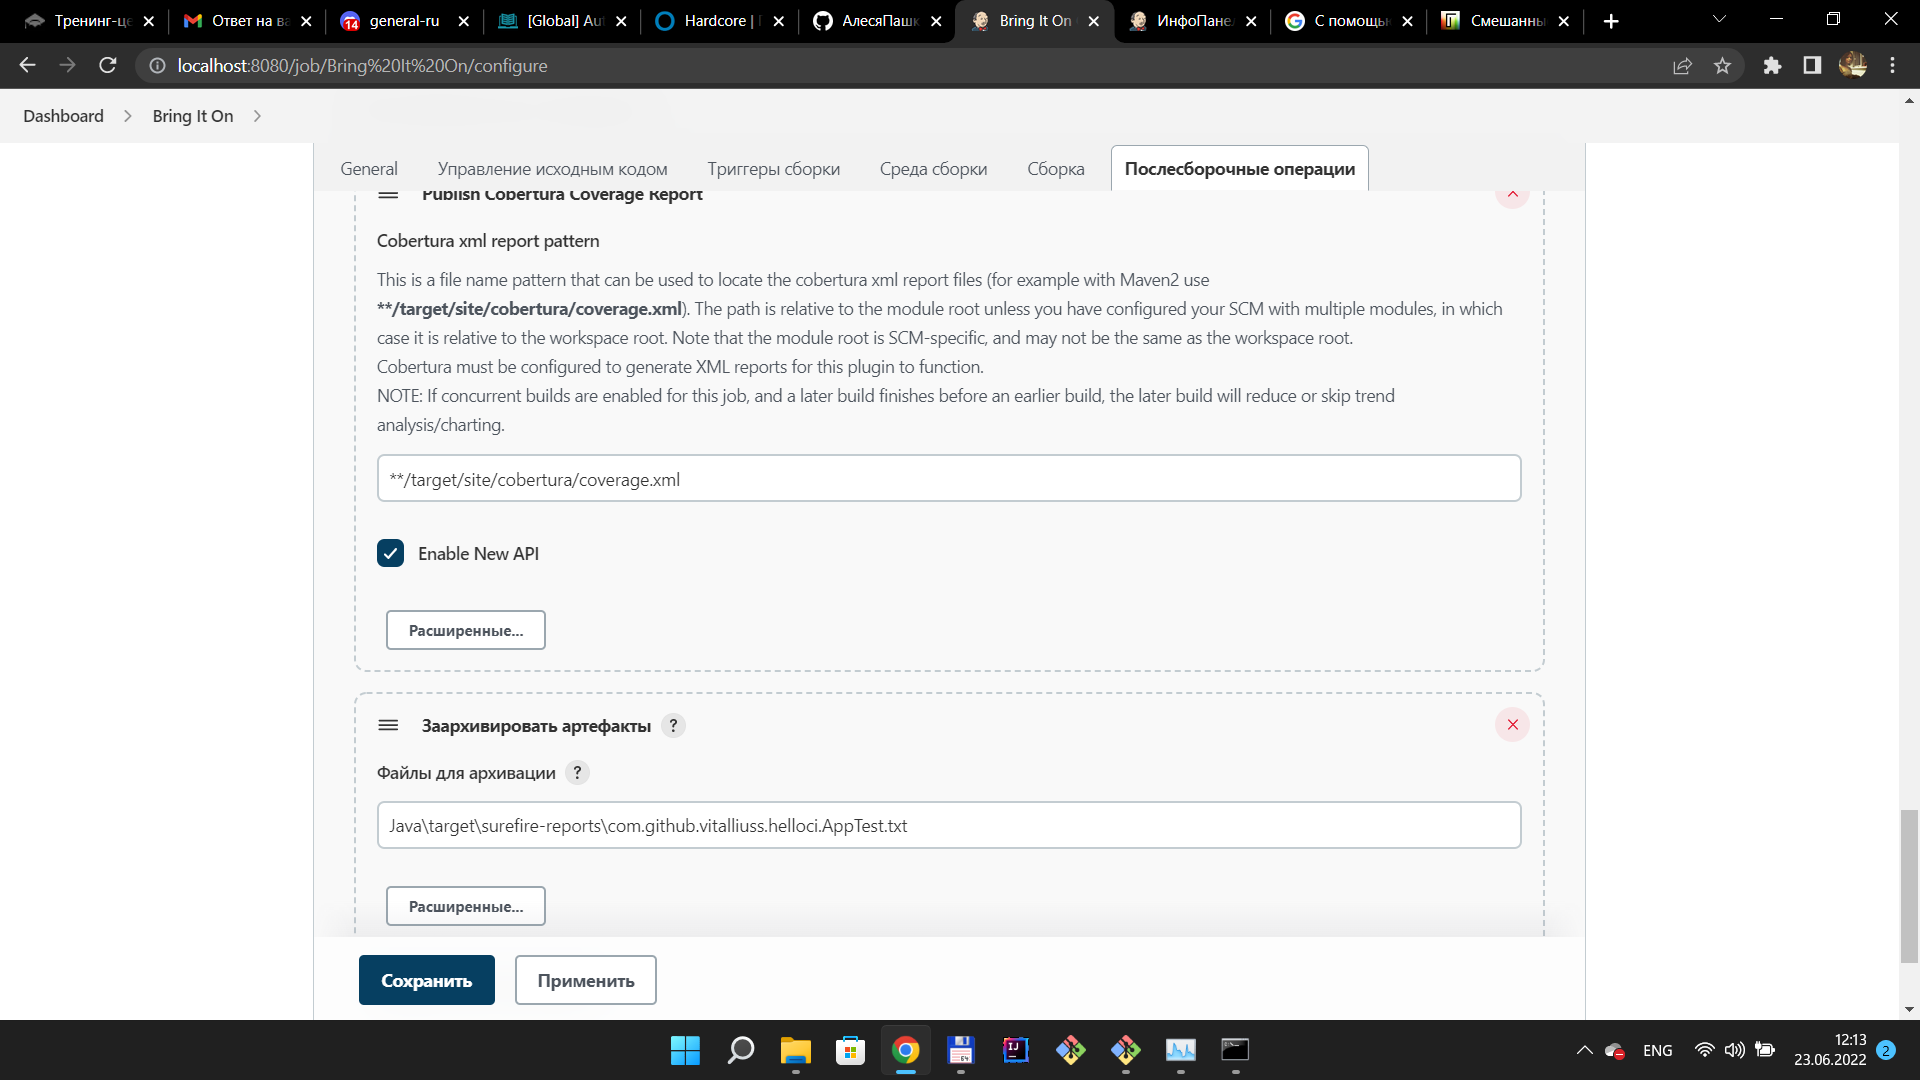 Тренинг-це
Ответ на ва
14
general-ru
[Global] Aut
Hardcore | П
АлесяПашк
Bring It On
ИнфоПанел
С помощью
Смешанны
localhost:8080/job/Bring%20It%20On/configure
Dashboard
Bring It On
General
Управление исходным кодом
Триггеры сборки
Среда сборки
Сборка
Послесборочные операции
Publish Cobertura Coverage Report
Cobertura xml report pattern
This is a file name pattern that can be used to locate the cobertura xml report files (for example with Maven2 use
**/target/site/cobertura/coverage.xml). The path is relative to the module root unless you have configured your SCM with multiple modules, in which
case it is relative to the workspace root. Note that the module root is SCM-specific, and may not be the same as the workspace root.
Cobertura must be configured to generate XML reports for this plugin to function.
NOTE: If concurrent builds are enabled for this job, and a later build finishes before an earlier build, the later build will reduce or skip trend
analysis/charting.
**/target/site/cobertura/coverage.xml
Enable New API
Расширенные...
Заархивировать артефакты ?
Файлы для архивации ?
Java\target\surefire-reports\com.github.vitalliuss.helloci.AppTest.txt
Расширенные...
Сохранить
Применить
64
IJ
ENG
12:13
23.06.2022
2